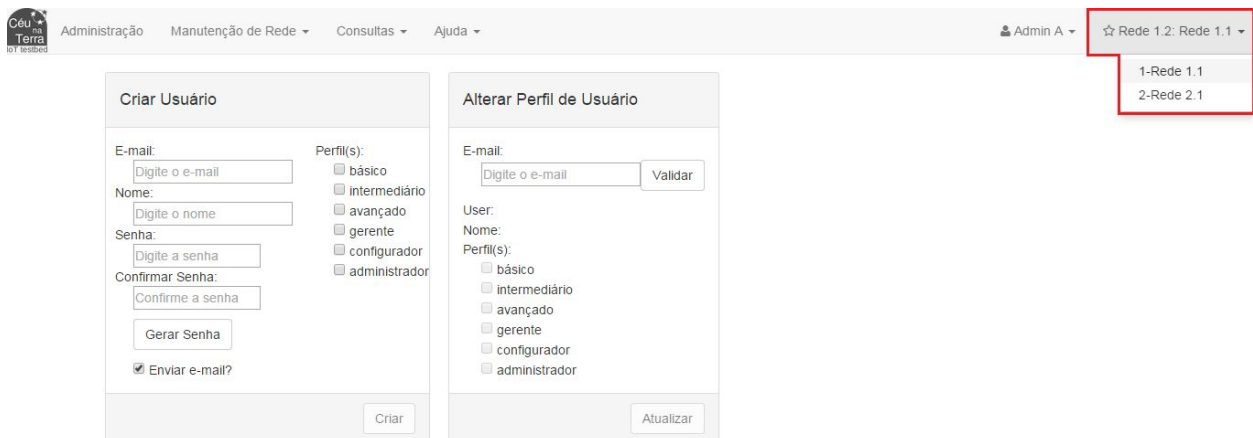 Céu
na
Terra
IoT testbed
Administração Manutenção de Rede Consultas Ajuda Admin A Rede 1.2: Rede 1.1
1-Rede 1.1
2-Rede 2.1
Criar Usuário
E-mail:
Digite o e-mail
Nome:
Digite o nome
Senha:
Digite a senha
Confirmar Senha:
Confirme a senha
Gerar Senha
Enviar e-mail?
Perfil(s):
básico
intermediário
avançado
gerente
configurador
administrador
Criar
Alterar Perfil de Usuário
E-mail:
Digite o e-mail Validar
User:
Nome:
Perfil(s):
básico
intermediário
avançado
gerente
configurador
administrador
Atualizar